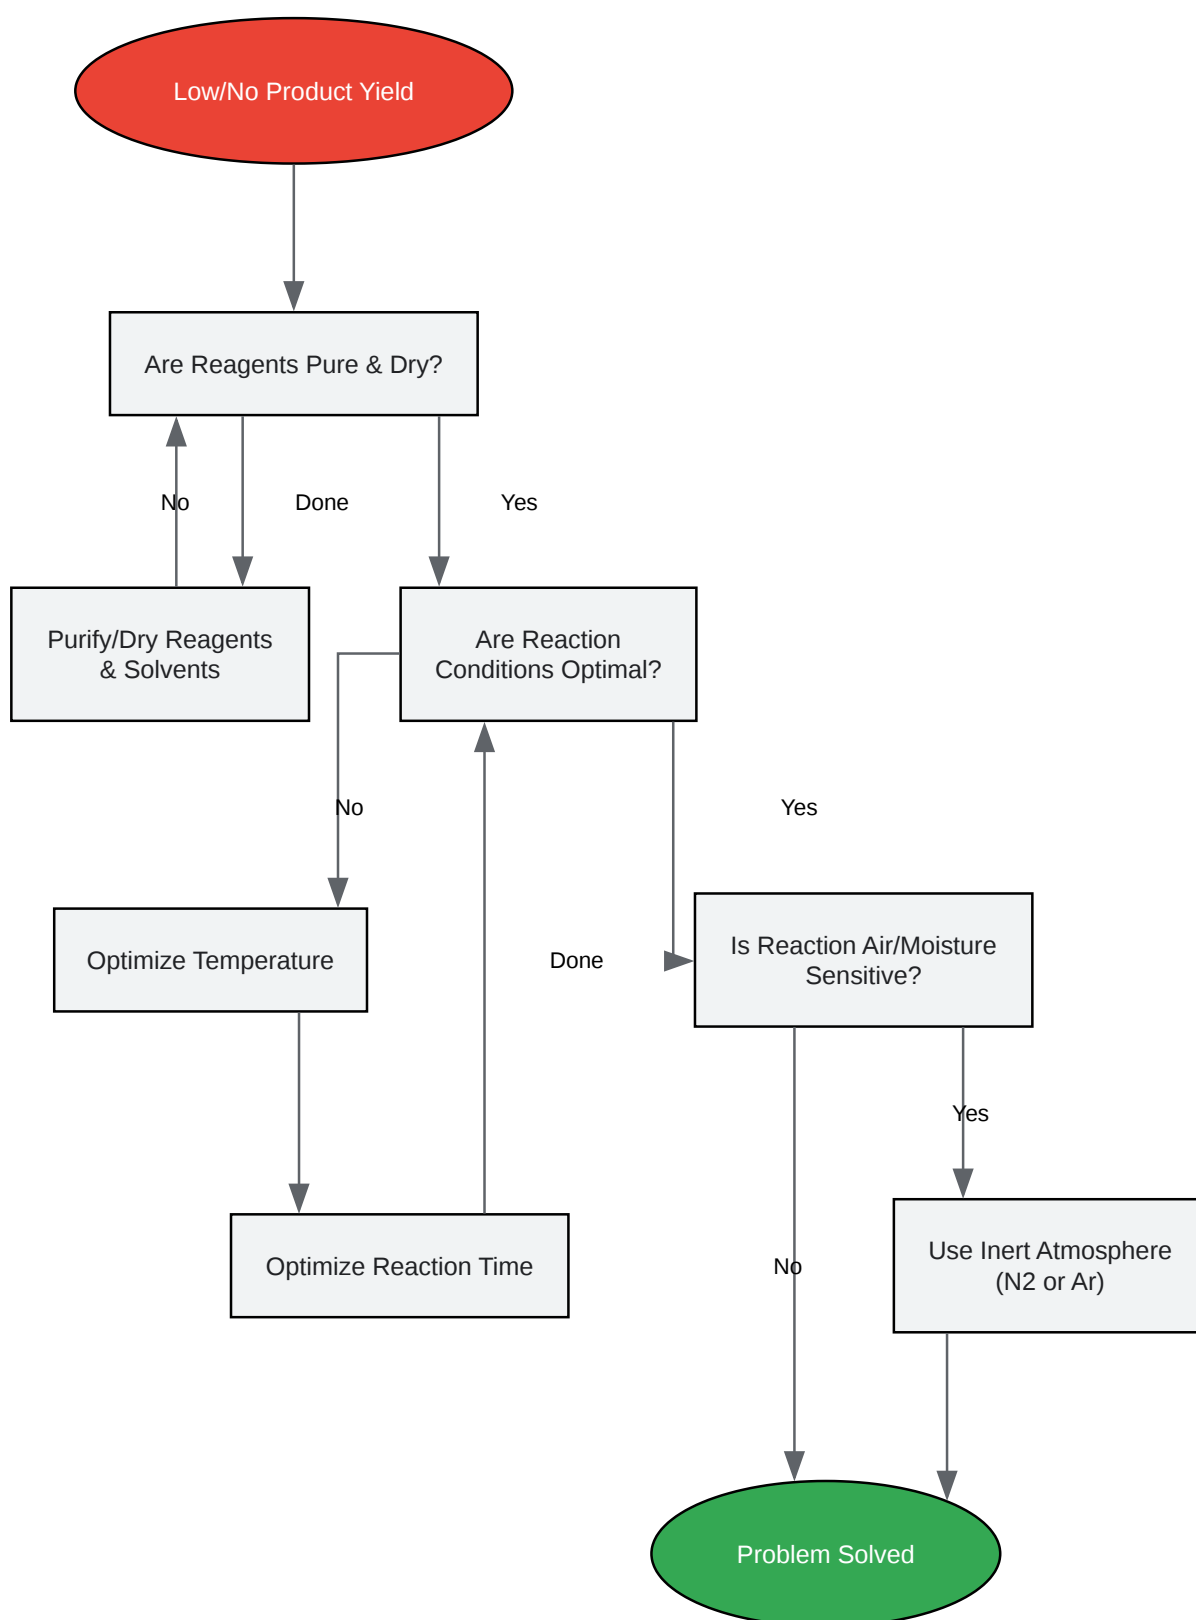 Low/No Product Yield
Are Reagents Pure & Dry?
No
Done
Yes
Purify/Dry Reagents
& Solvents
Are Reaction
Conditions Optimal?
No
Yes
Optimize Temperature
Done
Is Reaction Air/Moisture
Sensitive?
Yes
Optimize Reaction Time
No
Use Inert Atmosphere
(N2 or Ar)
Problem Solved